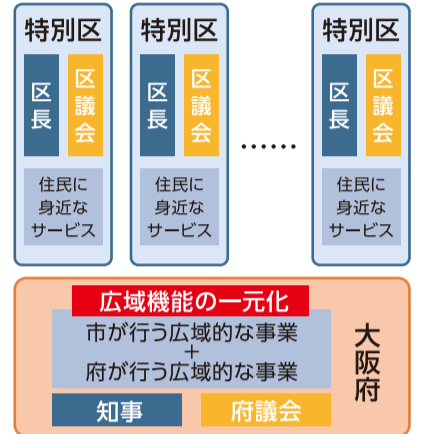 特別区
区長
区議会
住民に
身近な
サービス
特別区
区長
区議会
住民に
身近な
サービス
……
特別区
区長
区議会
住民に
身近な
サービス
広域機能の一元化
市が行う広域的な事業
+
府が行う広域的な事業
知事
府議会
大阪府